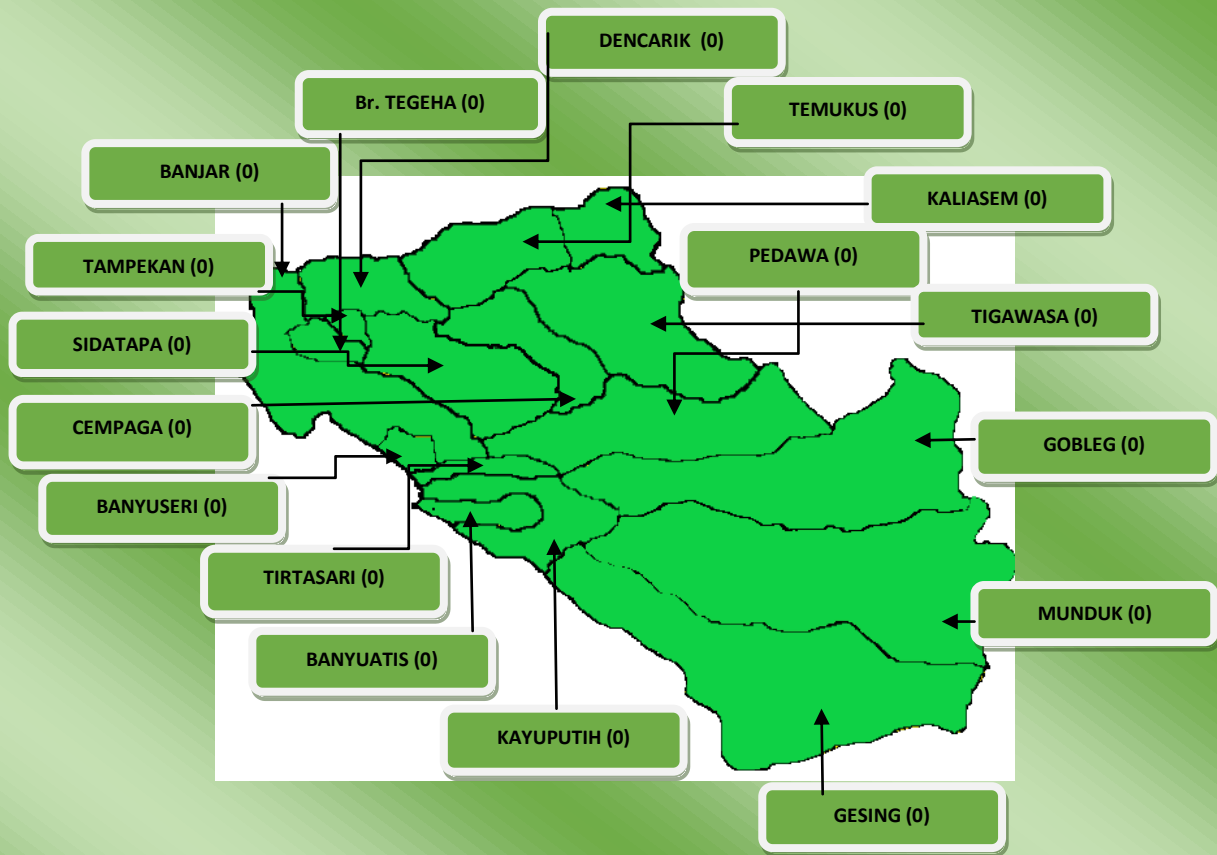 DENCARIK  (0)
Br. TEGEHA (0)
TEMUKUS (0)
BANJAR (0)
KALIASEM (0)
PEDAWA (0)
TAMPEKAN (0)
TIGAWASA (0)
SIDATAPA (0)
CEMPAGA (0)
GOBLEG (0)
BANYUSERI (0)
TIRTASARI (0)
MUNDUK (0)
BANYUATIS (0)
KAYUPUTIH (0)
GESING (0)